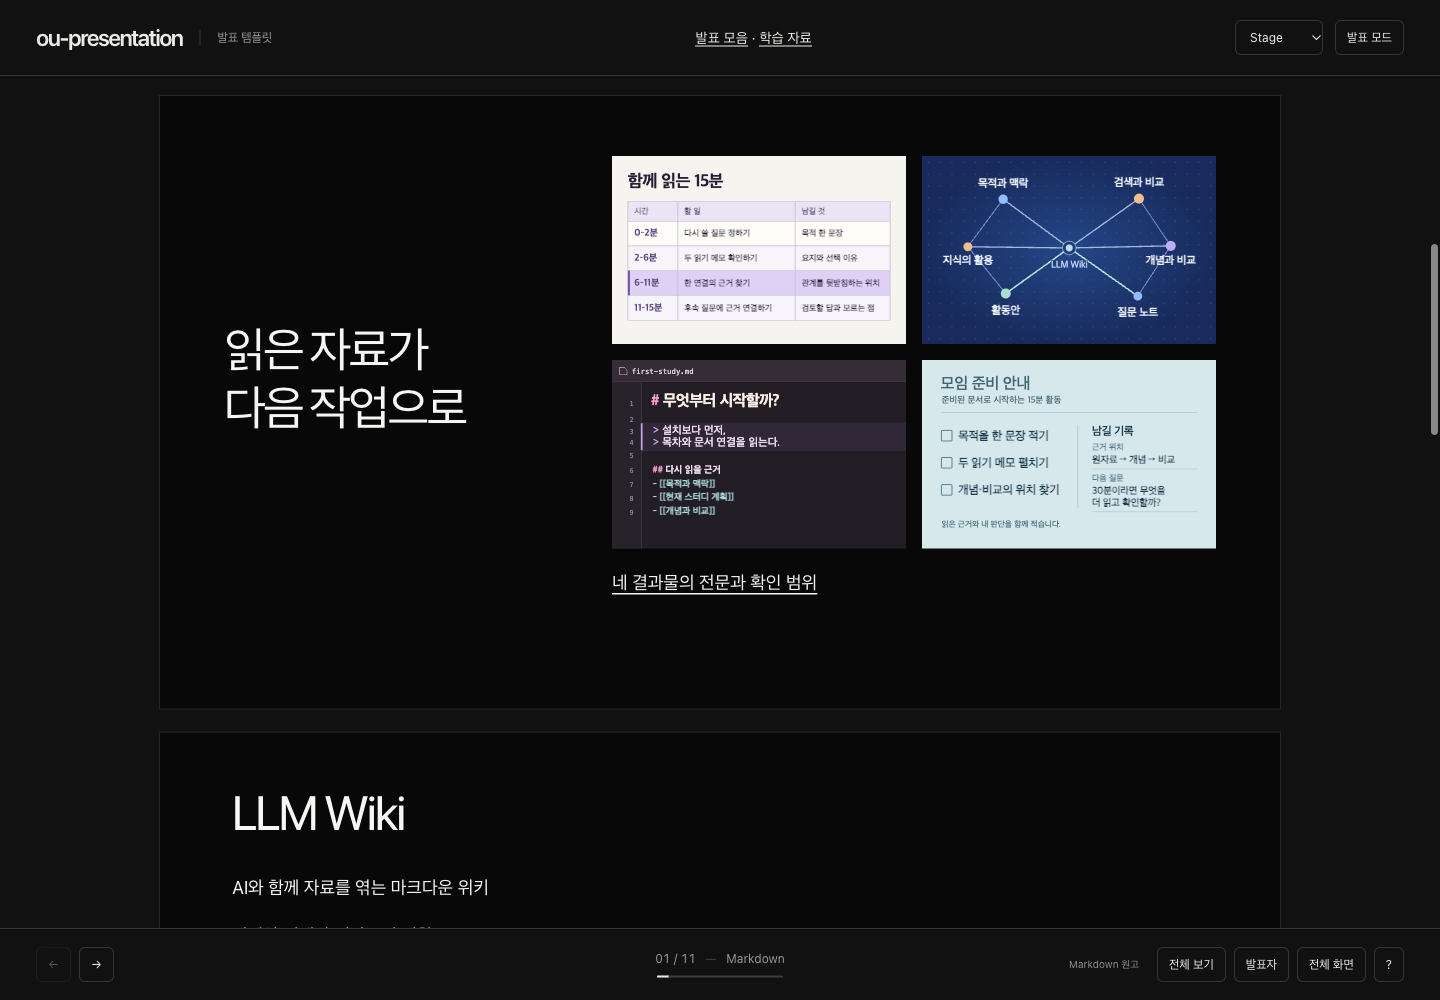 ou-presentation
발표 템플릿
발표 모음 · 학습 자료
Stage
발표 모드
읽은 자료가
다음 작업으로
함께 읽는 15분
시간 할 일 남길 것
0-2분 다시 쓸 질문 정하기 목적 한 문장
2-6분 두 읽기 메모 확인하기 요지와 선택 이유
6-11분 한 연결의 근거 찾기 관계를 뒷받침하는 위치
11-15분 후속 질문에 근거 연결하기 검토할 답과 모르는 점
목적과 맥락
검색과 비교
지식의 활용
LLM Wiki
개념과 비교
활동안
질문 노트
first-study.md
1 # 무엇부터 시작할까?
2
3 > 설치보다 먼저,
4 > 목차와 문서 연결을 읽는다.
5
6 ## 다시 읽을 근거
7 - [[목적과 맥락]]
8 - [[현재 스터디 계획]]
9 - [[개념과 비교]]
모임 준비 안내
준비된 문서로 시작하는 15분 활동
목적을 한 문장 적기
두 읽기 메모 펼치기
개념·비교의 위치 찾기
남길 기록
근거 위치
원자료 → 개념 → 비교
다음 질문
30분이라면 무엇을
더 읽고 확인할까?
읽은 근거와 내 판단을 함께 적습니다.
네 결과물의 전문과 확인 범위
LLM Wiki
AI와 함께 자료를 엮는 마크다운 위키
← →
01 / 11 — Markdown
Markdown 원고
전체 보기
발표자
전체 화면
?